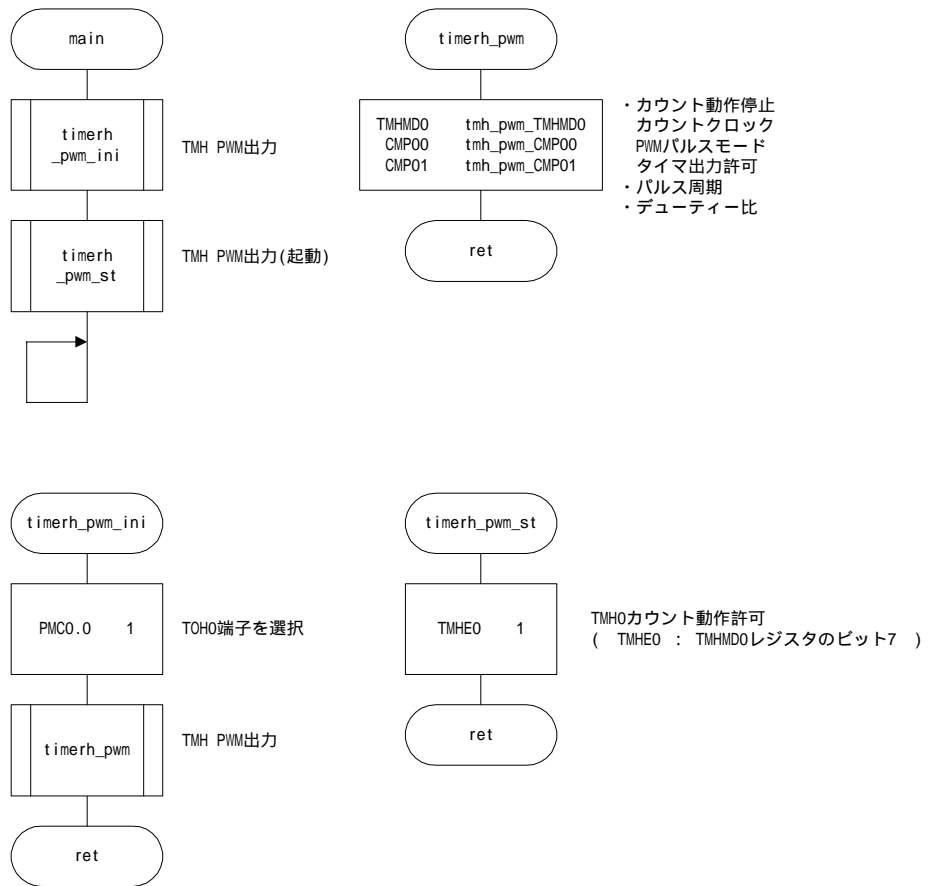 main
timerh
_pwm_ini
TMH PWM出力
timerh
_pwm_st
TMH PWM出力(起動)
timerh_pwm
TMHMD0 tmh_pwm_TMHMD0
CMP00 tmh_pwm_CMP00
CMP01 tmh_pwm_CMP01
・カウント動作停止
カウントクロック
PWMパルスモード
タイマ出力許可
・パルス周期
・デューティー比
ret
timerh_pwm_ini
PMC0.0 1
TOH0端子を選択
timerh_pwm
TMH PWM出力
ret
timerh_pwm_st
TMHE0 1
TMH0カウント動作許可
( TMHE0 : TMHMD0レジスタのビット7 )
ret